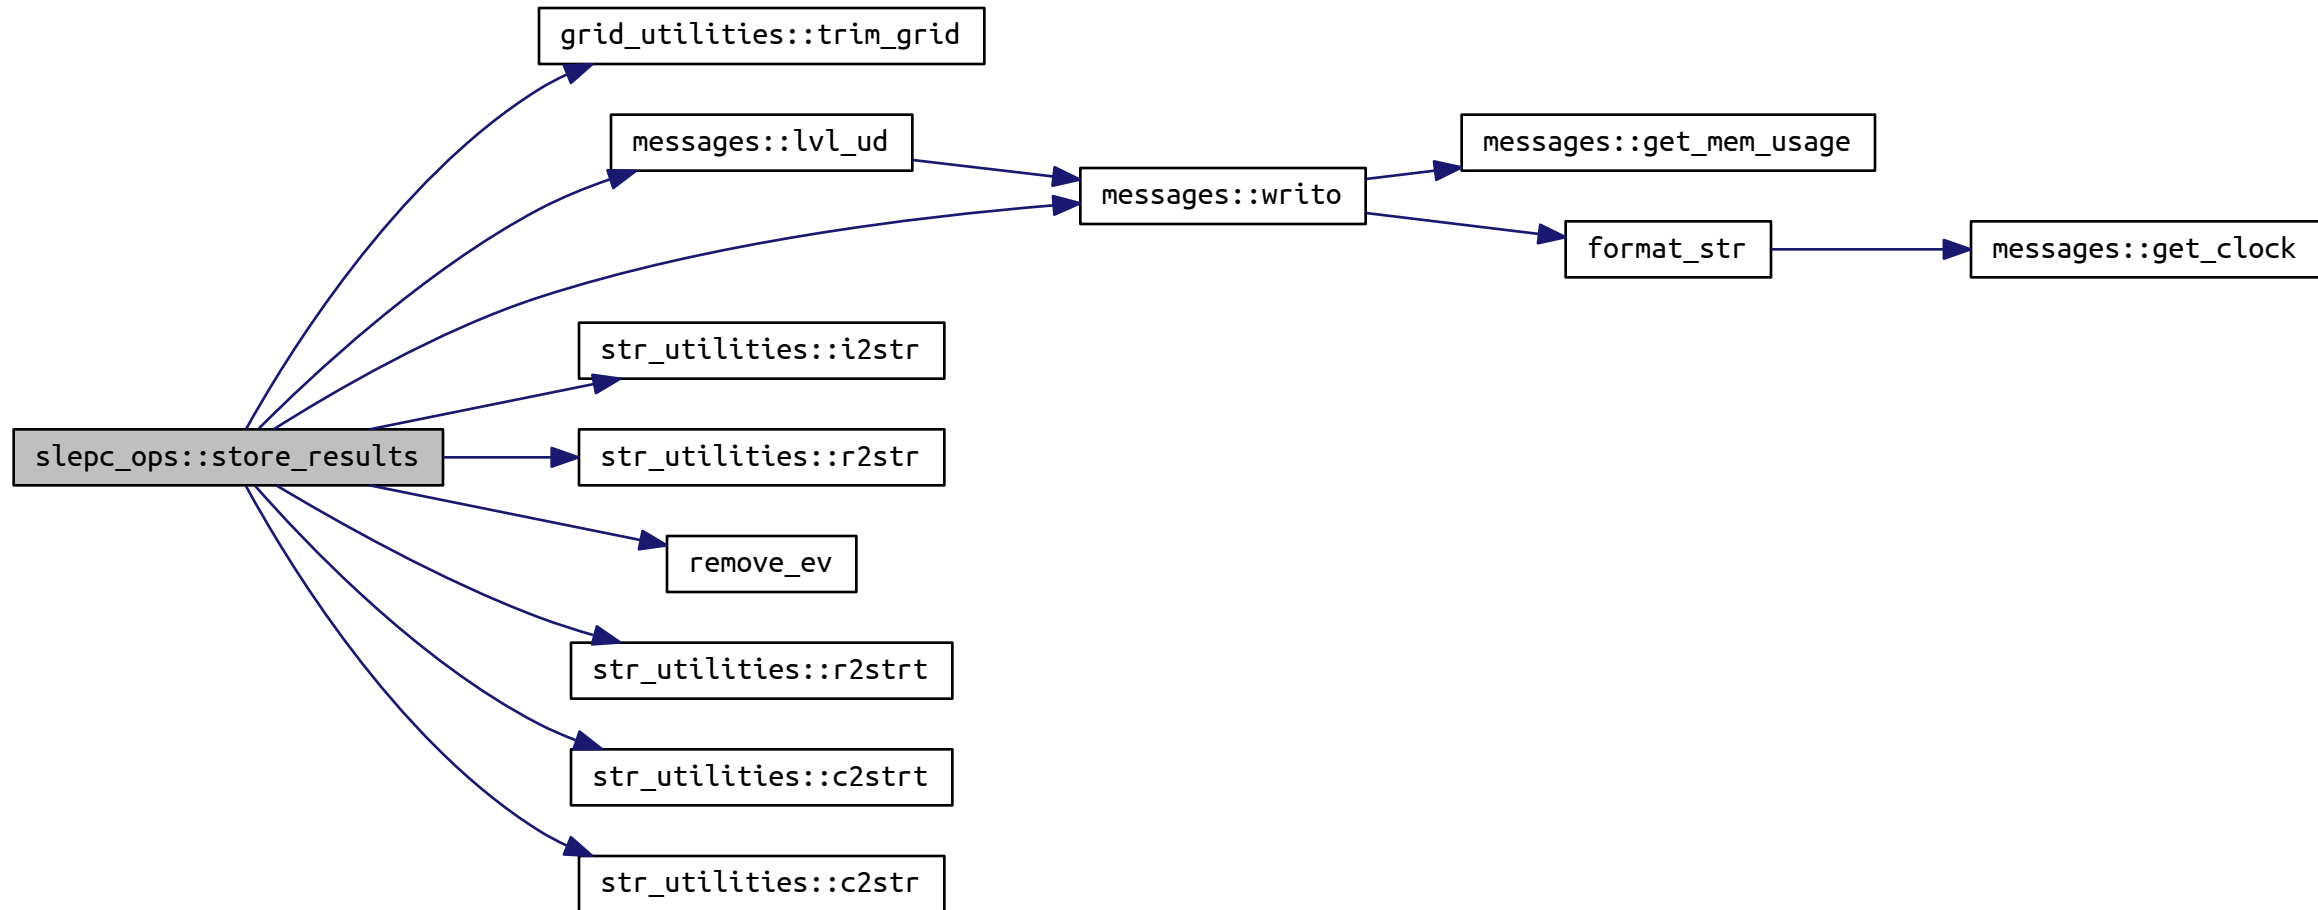 grid_utilities::trim_grid
messages::lvl_ud
messages::get_mem_usage
messages::writo
format_str
messages::get_clock
str_utilities::i2str
slepc_ops::store_results
str_utilities::r2str
remove_ev
str_utilities::r2strt
str_utilities::c2strt
str_utilities::c2str